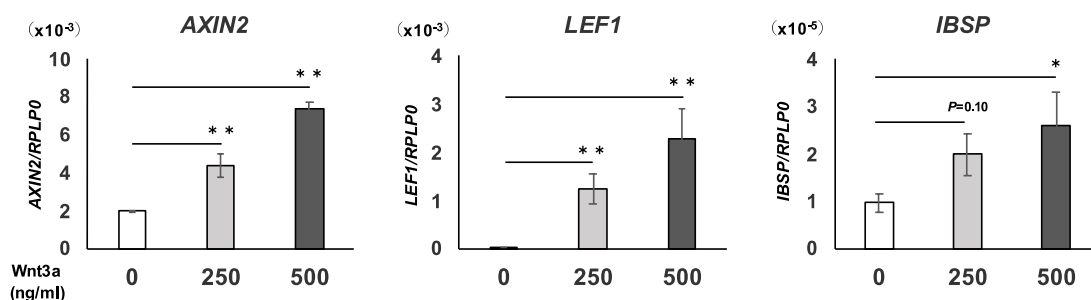 (x10-3) AXIN2
AXIN2/RPLP0
10
8
6
4
2
0
**
**
Wnt3a
(ng/ml)
0 250 500
(x10-3) LEF1
LEF1/RPLP0
4
3
2
1
0
**
**
0 250 500
(x10-5) IBSP
IBSP/RPLP0
4
3
2
1
0
*
P=0.10
0 250 500